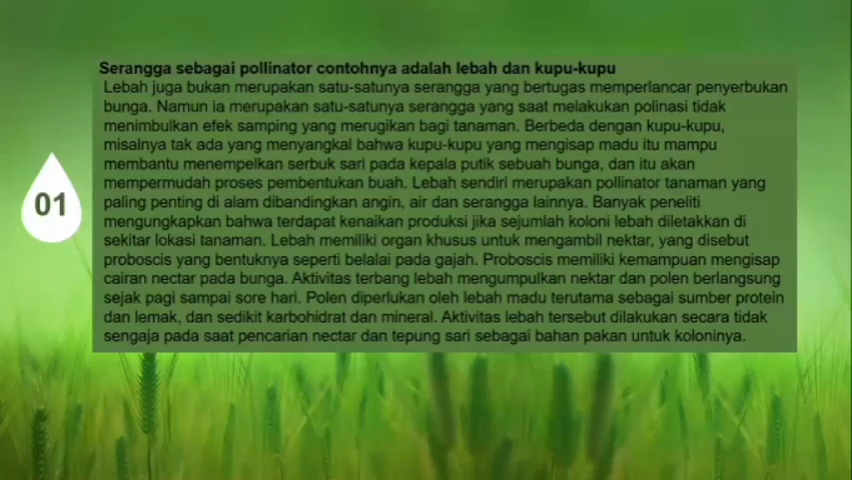 Serangga sebagai pollinator contohnya adalah lebah dan kupu-kupu
Lebah juga bukan merupakan satu-satunya serangga yang bertugas memperlancar penyerbukan
bunga. Namun ia merupakan satu-satunya serangga yang saat melakukan polinasi tidak
menimbulkan efek samping yang merugikan bagi tanaman. Berbeda dengan kupu-kupu,
misalnya tak ada yang menyangkal bahwa kupu-kupu yang mengisap madu itu mampu
membantu menempelkan serbuk sari pada kepala putik sebuah bunga, dan itu akan
mempermudah proses pembentukan buah. Lebah sendiri merupakan pollinator tanaman yang
paling penting di alam dibandingkan angin, air dan serangga lainnya. Banyak peneliti
mengungkapkan bahwa terdapat kenaikan produksi jika sejumlah koloni lebah diletakkan di
sekitar lokasi tanaman. Lebah memiliki organ khusus untuk mengambil nektar, yang disebut
proboscis yang bentuknya seperti belalai pada gajah. Proboscis memiliki kemampuan mengisap
cairan nectar pada bunga. Aktivitas terbang lebah mengumpulkan nektar dan polen berlangsung
sejak pagi sampai sore hari. Polen diperlukan oleh lebah madu terutama sebagai sumber protein
dan lemak, dan sedikit karbohidrat dan mineral. Aktivitas lebah tersebut dilakukan secara tidak
sengaja pada saat pencarian nectar dan tepung sari sebagai bahan pakan untuk koloninya.
01